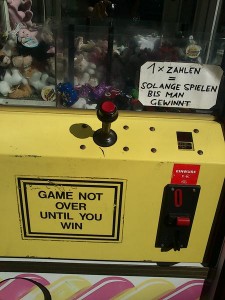 1 x ZAHLEN
=
SOLANGE SPIELEN
BIS MAN
GEWINNT
EINWURF
GAME NOT
OVER
UNTIL YOU
WIN